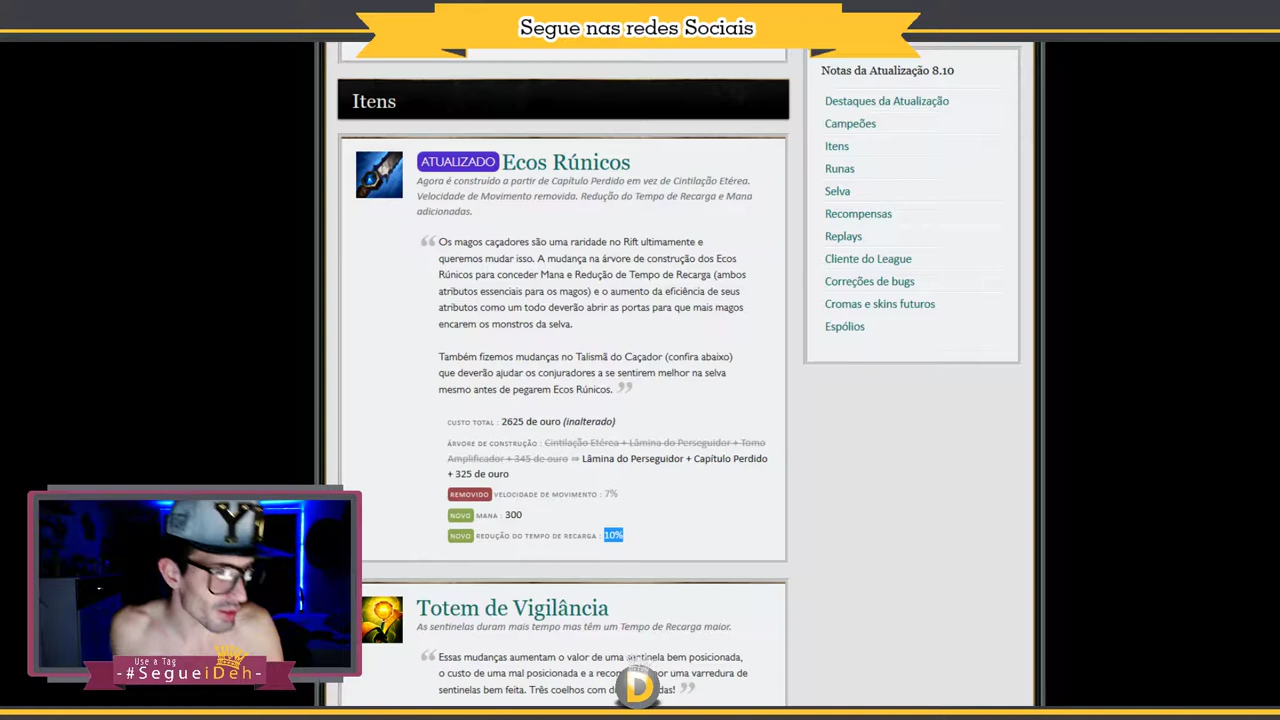 Segue nas redes Sociais
Itens
ATUALIZADO Ecos Rúnicos
Agora é construído a partir de Capítulo Perdido em vez de Cintilação Etérea.
Velocidade de Movimento removida. Redução do Tempo de Recarga e Mana
adicionadas.
Os magos caçadores são uma raridade no Rift ultimamente e
queremos mudar isso. A mudança na árvore de construção dos Ecos
Rúnicos para conceder Mana e Redução de Tempo de Recarga (ambos
atributos essenciais para os magos) e o aumento da eficiência de seus
atributos como um todo deverão abrir as portas para que mais magos
encarem os monstros da selva.
Também fizemos mudanças no Talismã do Caçador (confira abaixo)
que deverão ajudar os conjuradores a se sentirem melhor na selva
mesmo antes de pegarem Ecos Rúnicos.
CUSTO TOTAL : 2625 de ouro (inalterado)
ÁRVORE DE CONSTRUÇÃO : Cintilação Etérea + Lâmina do Perseguidor + Tomo
Amplificador + 345 de ouro ⇒ Lâmina do Perseguidor + Capítulo Perdido
+ 325 de ouro
REMOVIDO VELOCIDADE DE MOVIMENTO : 7%
NOVO MANA : 300
NOVO REDUÇÃO DO TEMPO DE RECARGA : 10%
Totem de Vigilância
As sentinelas duram mais tempo mas têm um Tempo de Recarga maior.
Essas mudanças aumentam o valor de uma sentinela bem posicionada,
o custo de uma mal posicionada e a por uma varredura de
sentinelas bem feita. Três coelhos com
Notas da Atualização 8.10
Destaques da Atualização
Campeões
Itens
Runas
Selva
Recompensas
Replays
Cliente do League
Correções de bugs
Cromas e skins futuros
Espólios
Y
Use a Tag
-#SegueiDeh-
D